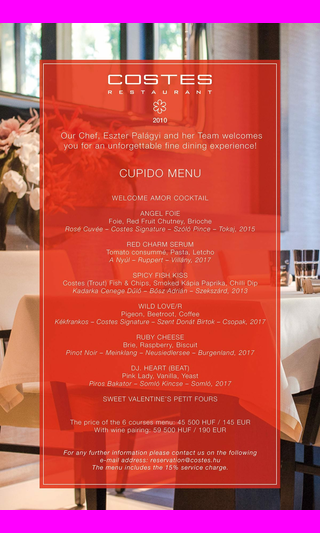 COSTES
RESTAURANT
2010
Our Chef, Eszter Palágyi and her Team welcomes
you for an unforgettable fine dining experience!
CUPIDO MENU
WELCOME AMOR COCKTAIL
ANGEL FOIE
Foie, Red Fruit Chutney, Brioche
Rosé Cuvée – Costes Signature – Szóló Pince – Tokaj, 2015
RED CHARM SERUM
Tomato consummé, Pasta, Letcho
A Nyúl – Ruppert – Villány, 2017
SPICY FISH KISS
Costes (Trout) Fish & Chips, Smoked Kápia Paprika, Chili Dip
Kadarka Cenege Dűlő – Bősz Adrián – Szekszárd, 2013
WILD LOVE/R
Pigeon, Beetroot, Coffee
Kékfrankos – Costes Signature – Szent Donát Birtok – Csopak, 2017
RUBY CHEESE
Brie, Raspberry, Biscuit
Pinot Noir – Meinklang – Neusiedlersee – Burgenland, 2017
DJ. HEART (BEAT)
Pink Lady, Vanilla, Yeast
Piros Bakator – Somló Kincse – Somló, 2017
SWEET VALENTINE'S PETIT FOURS
The price of the 6 courses menu: 45 500 HUF / 145 EUR
With wine pairing: 59 500 HUF / 190 EUR
For any further information please contact us on the following
e-mail address: reservation@costes.hu
The menu includes the 15% service charge.